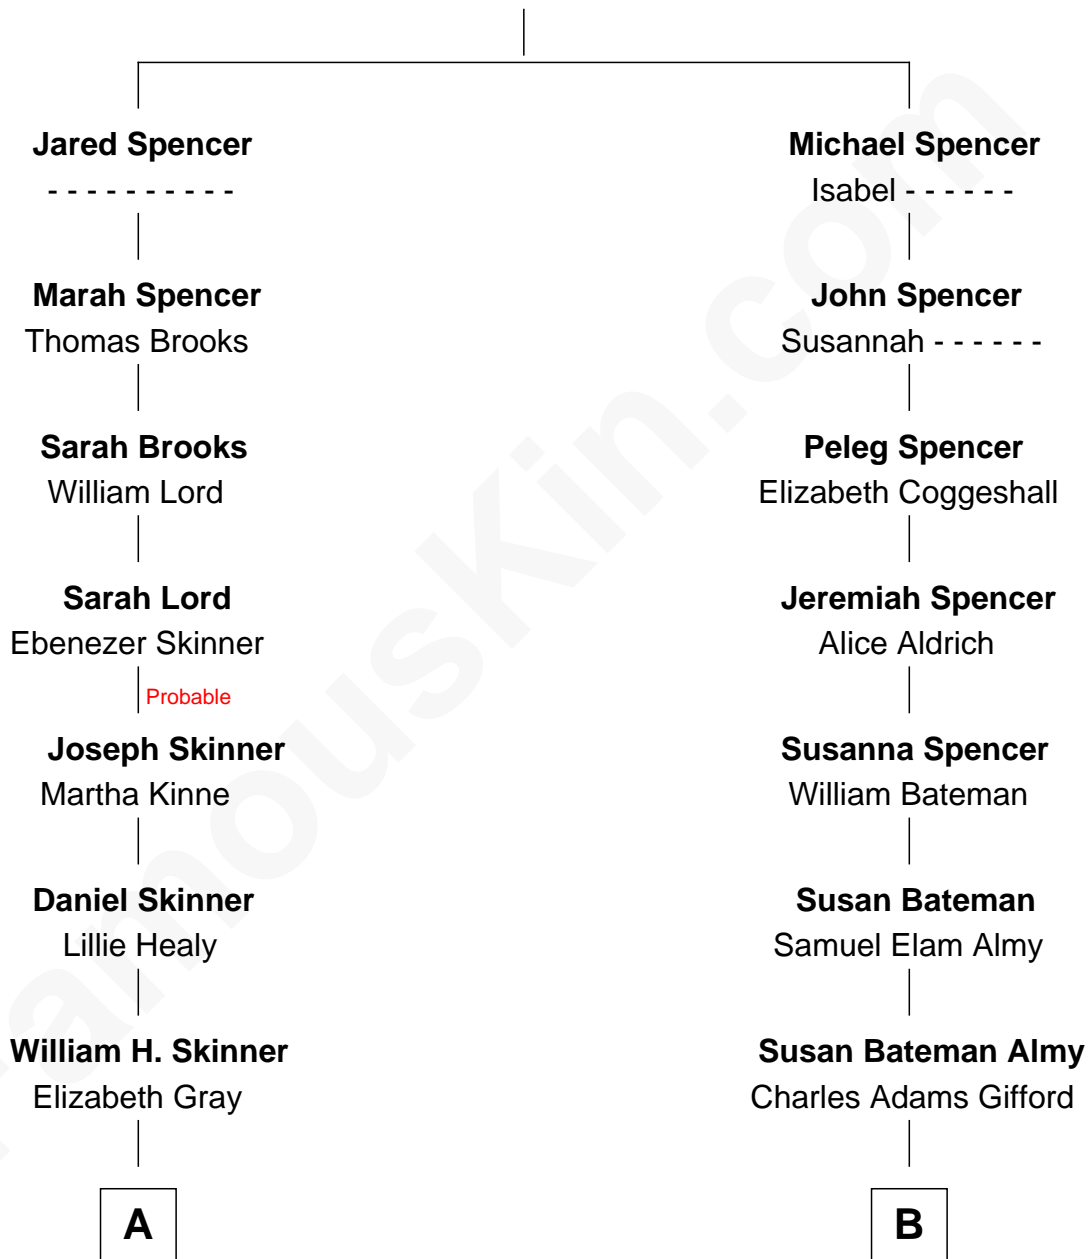 Jared Spencer
- - - - - - - - - -
Marah Spencer
Thomas Brooks
Sarah Brooks
William Lord
Sarah Lord
Ebenezer Skinner
Probable
Joseph Skinner
Martha Kinne
Daniel Skinner
Lillie Healy
William H. Skinner
Elizabeth Gray
A
Michael Spencer
Isabel - - - - - -
John Spencer
Susannah - - - - - -
Peleg Spencer
Elizabeth Coggeshall
Jeremiah Spencer
Alice Aldrich
Susanna Spencer
William Bateman
Susan Bateman
Samuel Elam Almy
Susan Bateman Almy
Charles Adams Gifford
B
FamousKin.com